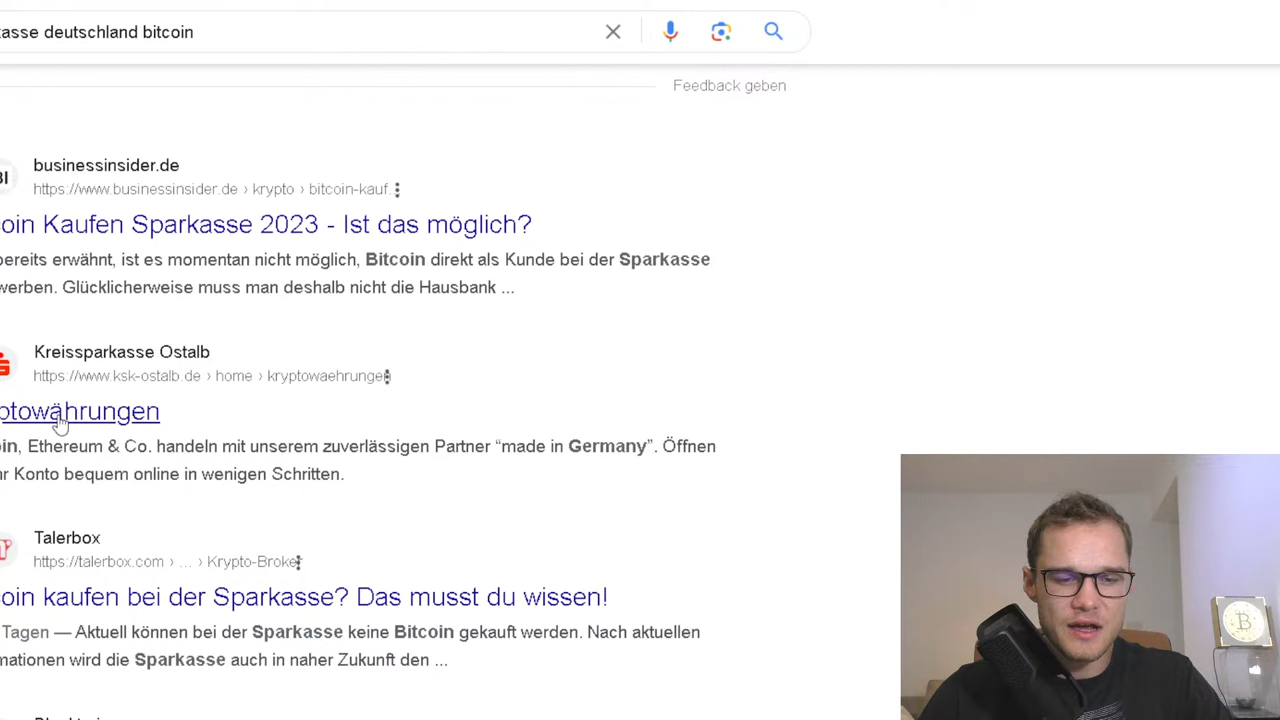 asse deutschland bitcoin
Feedback geben
BI
businessinsider.de
https://www.businessinsider.de › krypto › bitcoin-kauf.
coin Kaufen Sparkasse 2023 - Ist das möglich?
bereits erwähnt, ist es momentan nicht möglich, Bitcoin direkt als Kunde bei der Sparkasse
werben. Glücklicherweise muss man deshalb nicht die Hausbank ...
Kreissparkasse Ostalb
https://www.ksk-ostalb.de › home › kryptowaehrungen
ptowährungen
oin, Ethereum & Co. handeln mit unserem zuverlässigen Partner “made in Germany”. Öffnen
hr Konto bequem online in wenigen Schritten.
Talerbox
https://talerbox.com › ... › Krypto-Broker
coin kaufen bei der Sparkasse? Das musst du wissen!
Tagen — Aktuell können bei der Sparkasse keine Bitcoin gekauft werden. Nach aktuellen
mationen wird die Sparkasse auch in naher Zukunft den ...